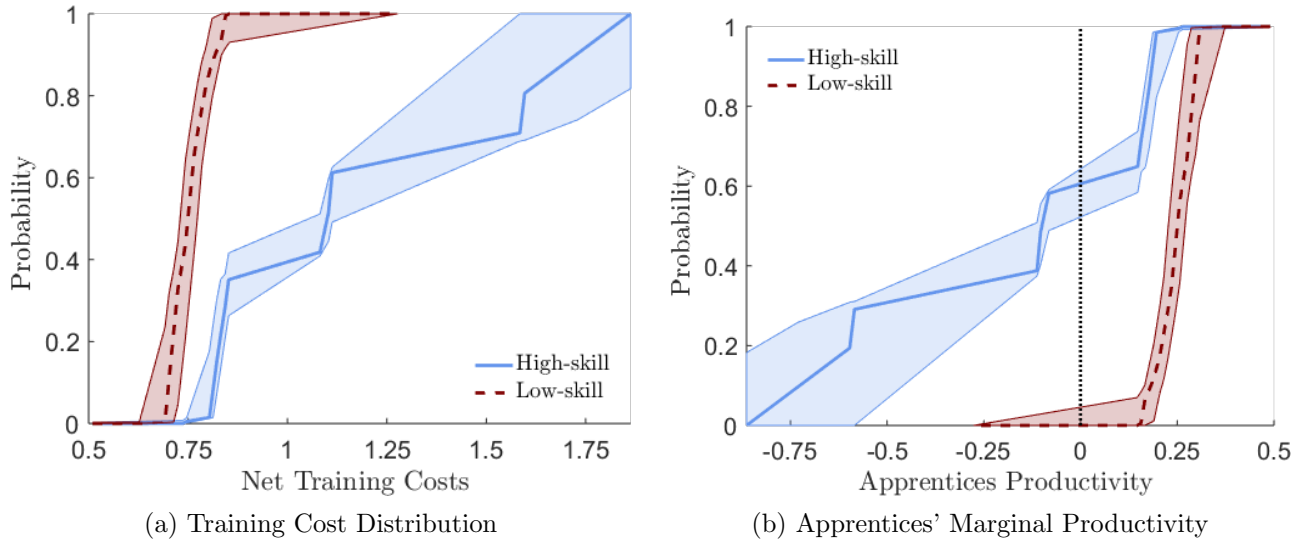 1
0.8
0.6
0.4
0.2
0
Probability
High-skill
Low-skill
0.5
0.75
1
1.25
1.5
1.75
Net Training Costs
(a) Training Cost Distribution
1
0.8
0.6
0.4
0.2
0
Probability
High-skill
Low-skill
-0.75
-0.5
-0.25
0
0.25
0.5
Apprentices Productivity
(b) Apprentices' Marginal Productivity